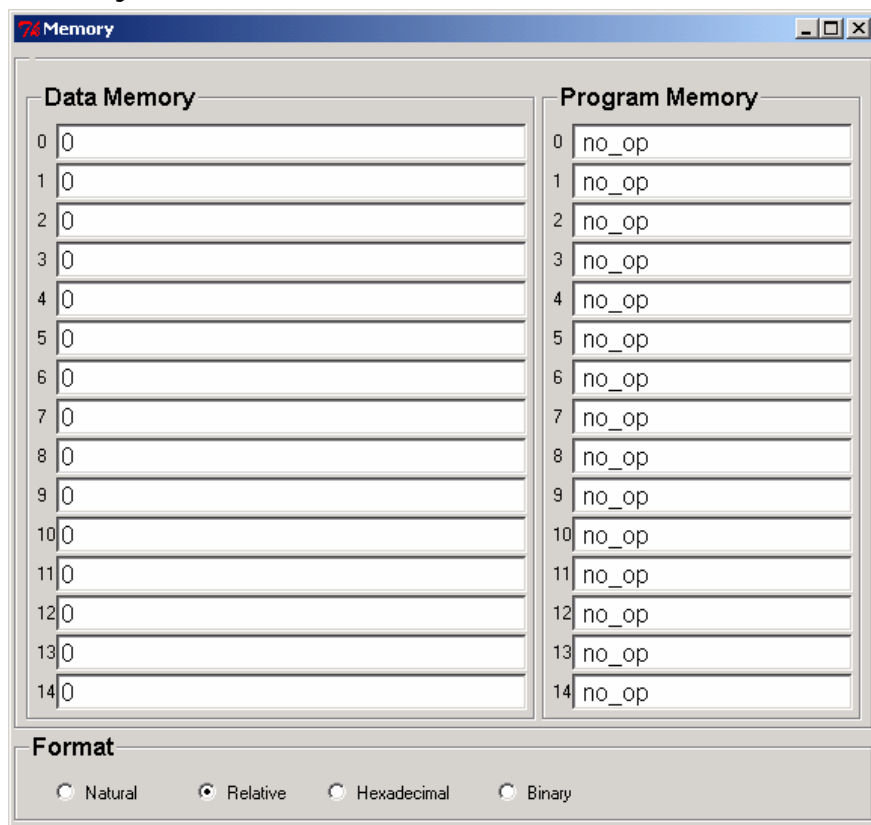 Memory
Data Memory Program Memory
0 0 0 no_op
1 0 1 no_op
2 0 2 no_op
3 0 3 no_op
4 0 4 no_op
5 0 5 no_op
6 0 6 no_op
7 0 7 no_op
8 0 8 no_op
9 0 9 no_op
10 0 10 no_op
11 0 11 no_op
12 0 12 no_op
13 0 13 no_op
14 0 14 no_op
Format
Natural Relative Hexadecimal Binary